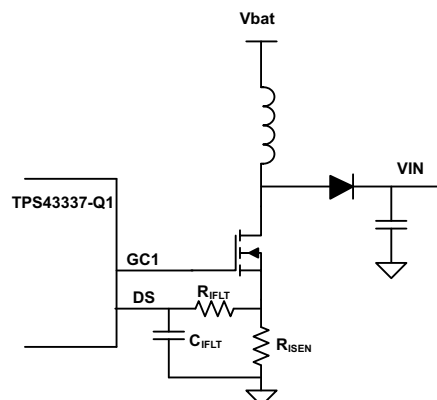 Vbat
VIN
TPS43337-Q1
GC1
DS
RIFLT
CIFLT
RISEN